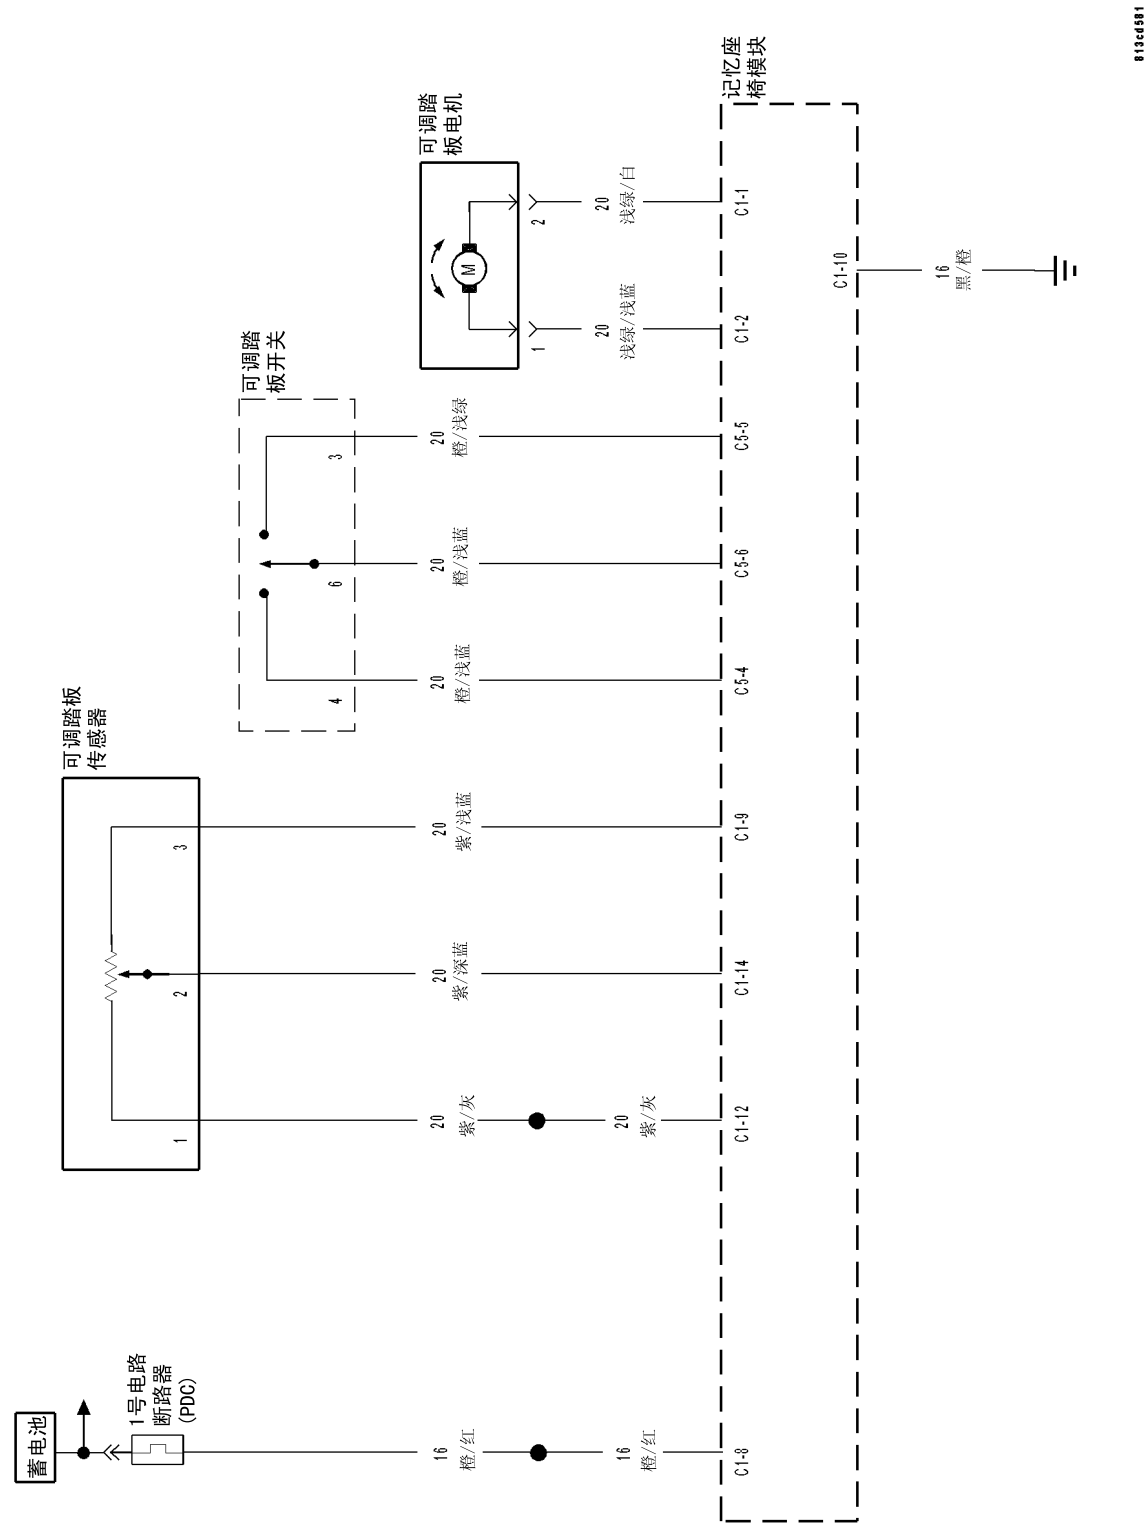 蓄电池
1号电路
断路器
(PDC)
16
橙/红
16
橙/红
C1-8
可调踏板
传感器
1
2
3
20
紫/灰
20
紫/灰
C1-12
20
紫/深蓝
C1-14
20
紫/浅蓝
C1-9
可调踏
板开关
4
6
3
20
橙/浅蓝
C5-4
20
橙/浅蓝
C5-6
20
橙/浅绿
C5-5
可调踏
板电机
M
1
2
20
浅绿/浅蓝
C1-2
20
浅绿/白
C1-1
记忆座
椅模块
C1-10
16
黑/橙
813cd581